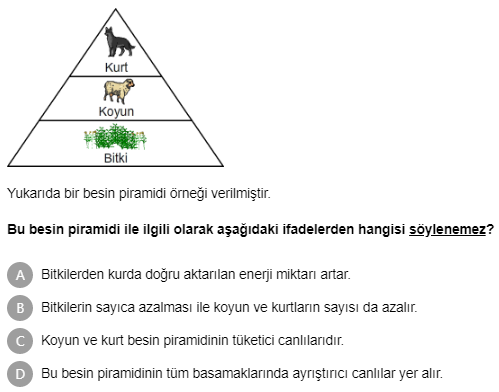 Kurt
Koyun
Bitki
Yukarıda bir besin piramidi örneği verilmiştir.
Bu besin piramidi ile ilgili olarak aşağıdaki ifadelerden hangisi söylenemez?
A Bitkilerden kurda doğru aktarılan enerji miktarı artar.
B Bitkilerin sayıca azalması ile koyun ve kurtların sayısı da azalır.
C Koyun ve kurt besin piramidinin tüketici canlılarıdır.
D Bu besin piramidinin tüm basamaklarında ayrıştırıcı canlılar yer alır.